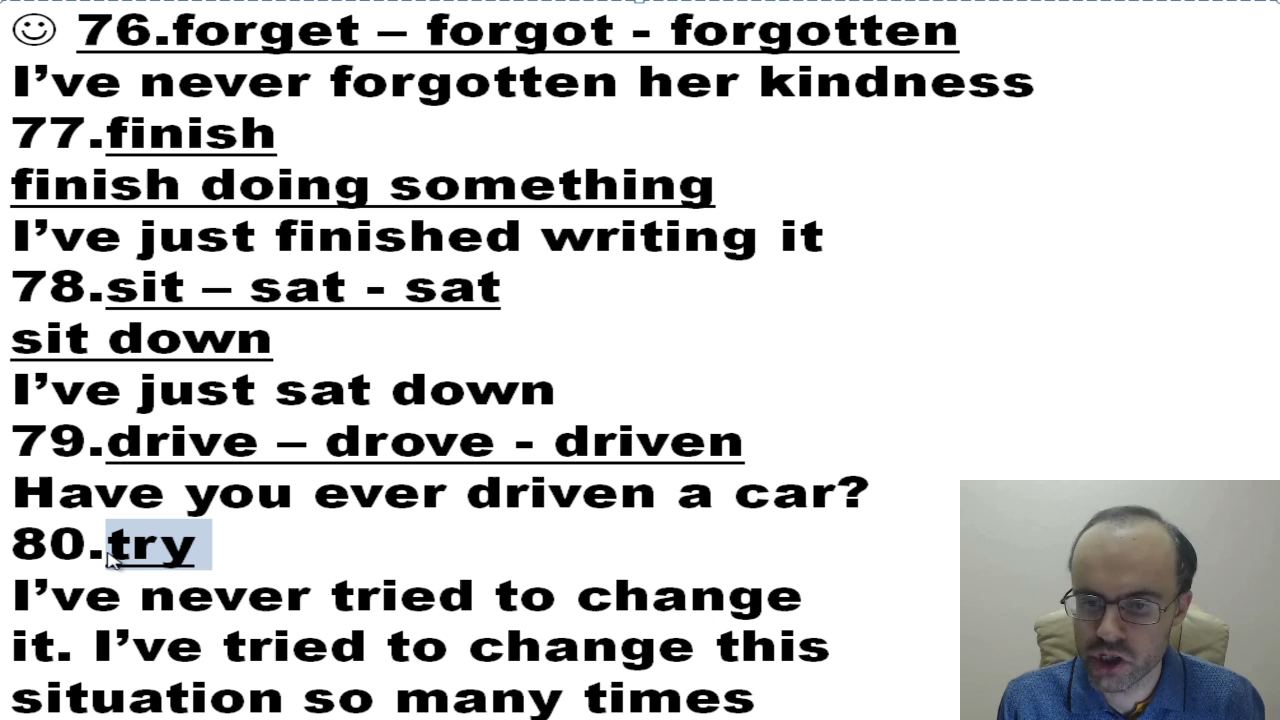 ☺ 76.forget – forgot - forgotten
I’ve never forgotten her kindness
77.finish
finish doing something
I’ve just finished writing it
78.sit – sat - sat
sit down
I’ve just sat down
79.drive – drove - driven
Have you ever driven a car?
80.try
I’ve never tried to change
it. I’ve tried to change this
situation so many times